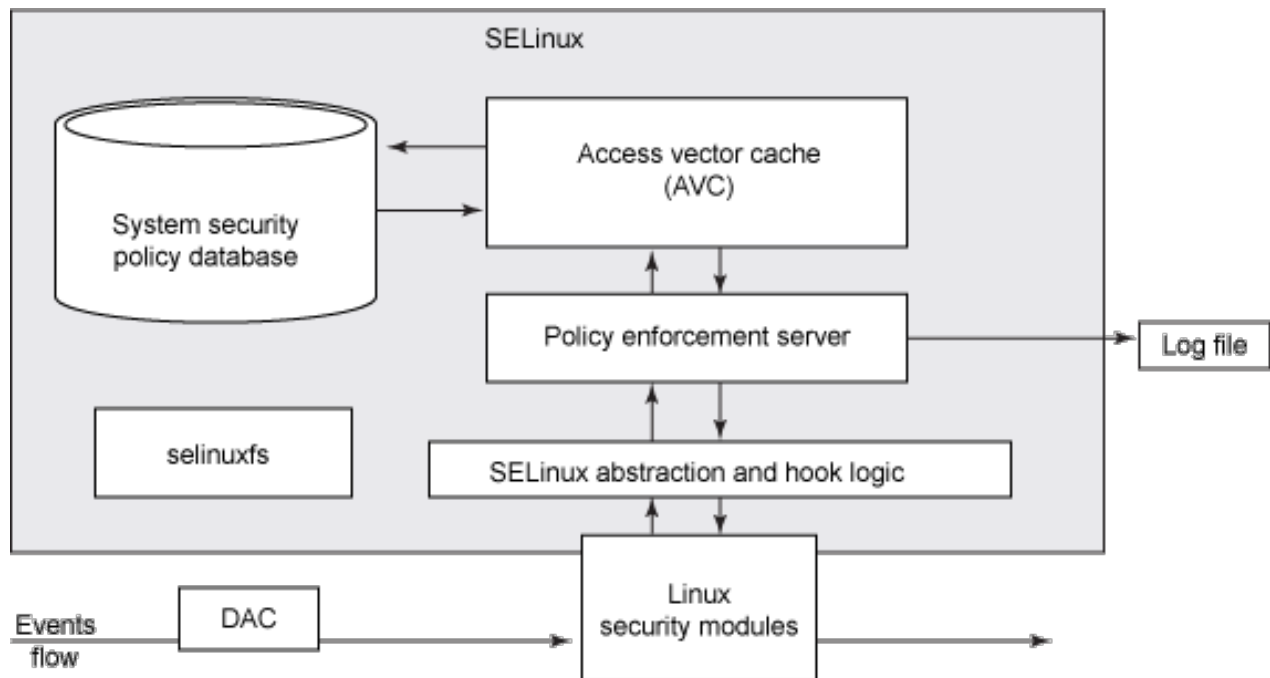 SELinux
Access vector cache
(AVC)
System security
policy database
Policy enforcement server
Log file
selinuxfs
SELinux abstraction and hook logic
Linux
security modules
DAC
Events
flow